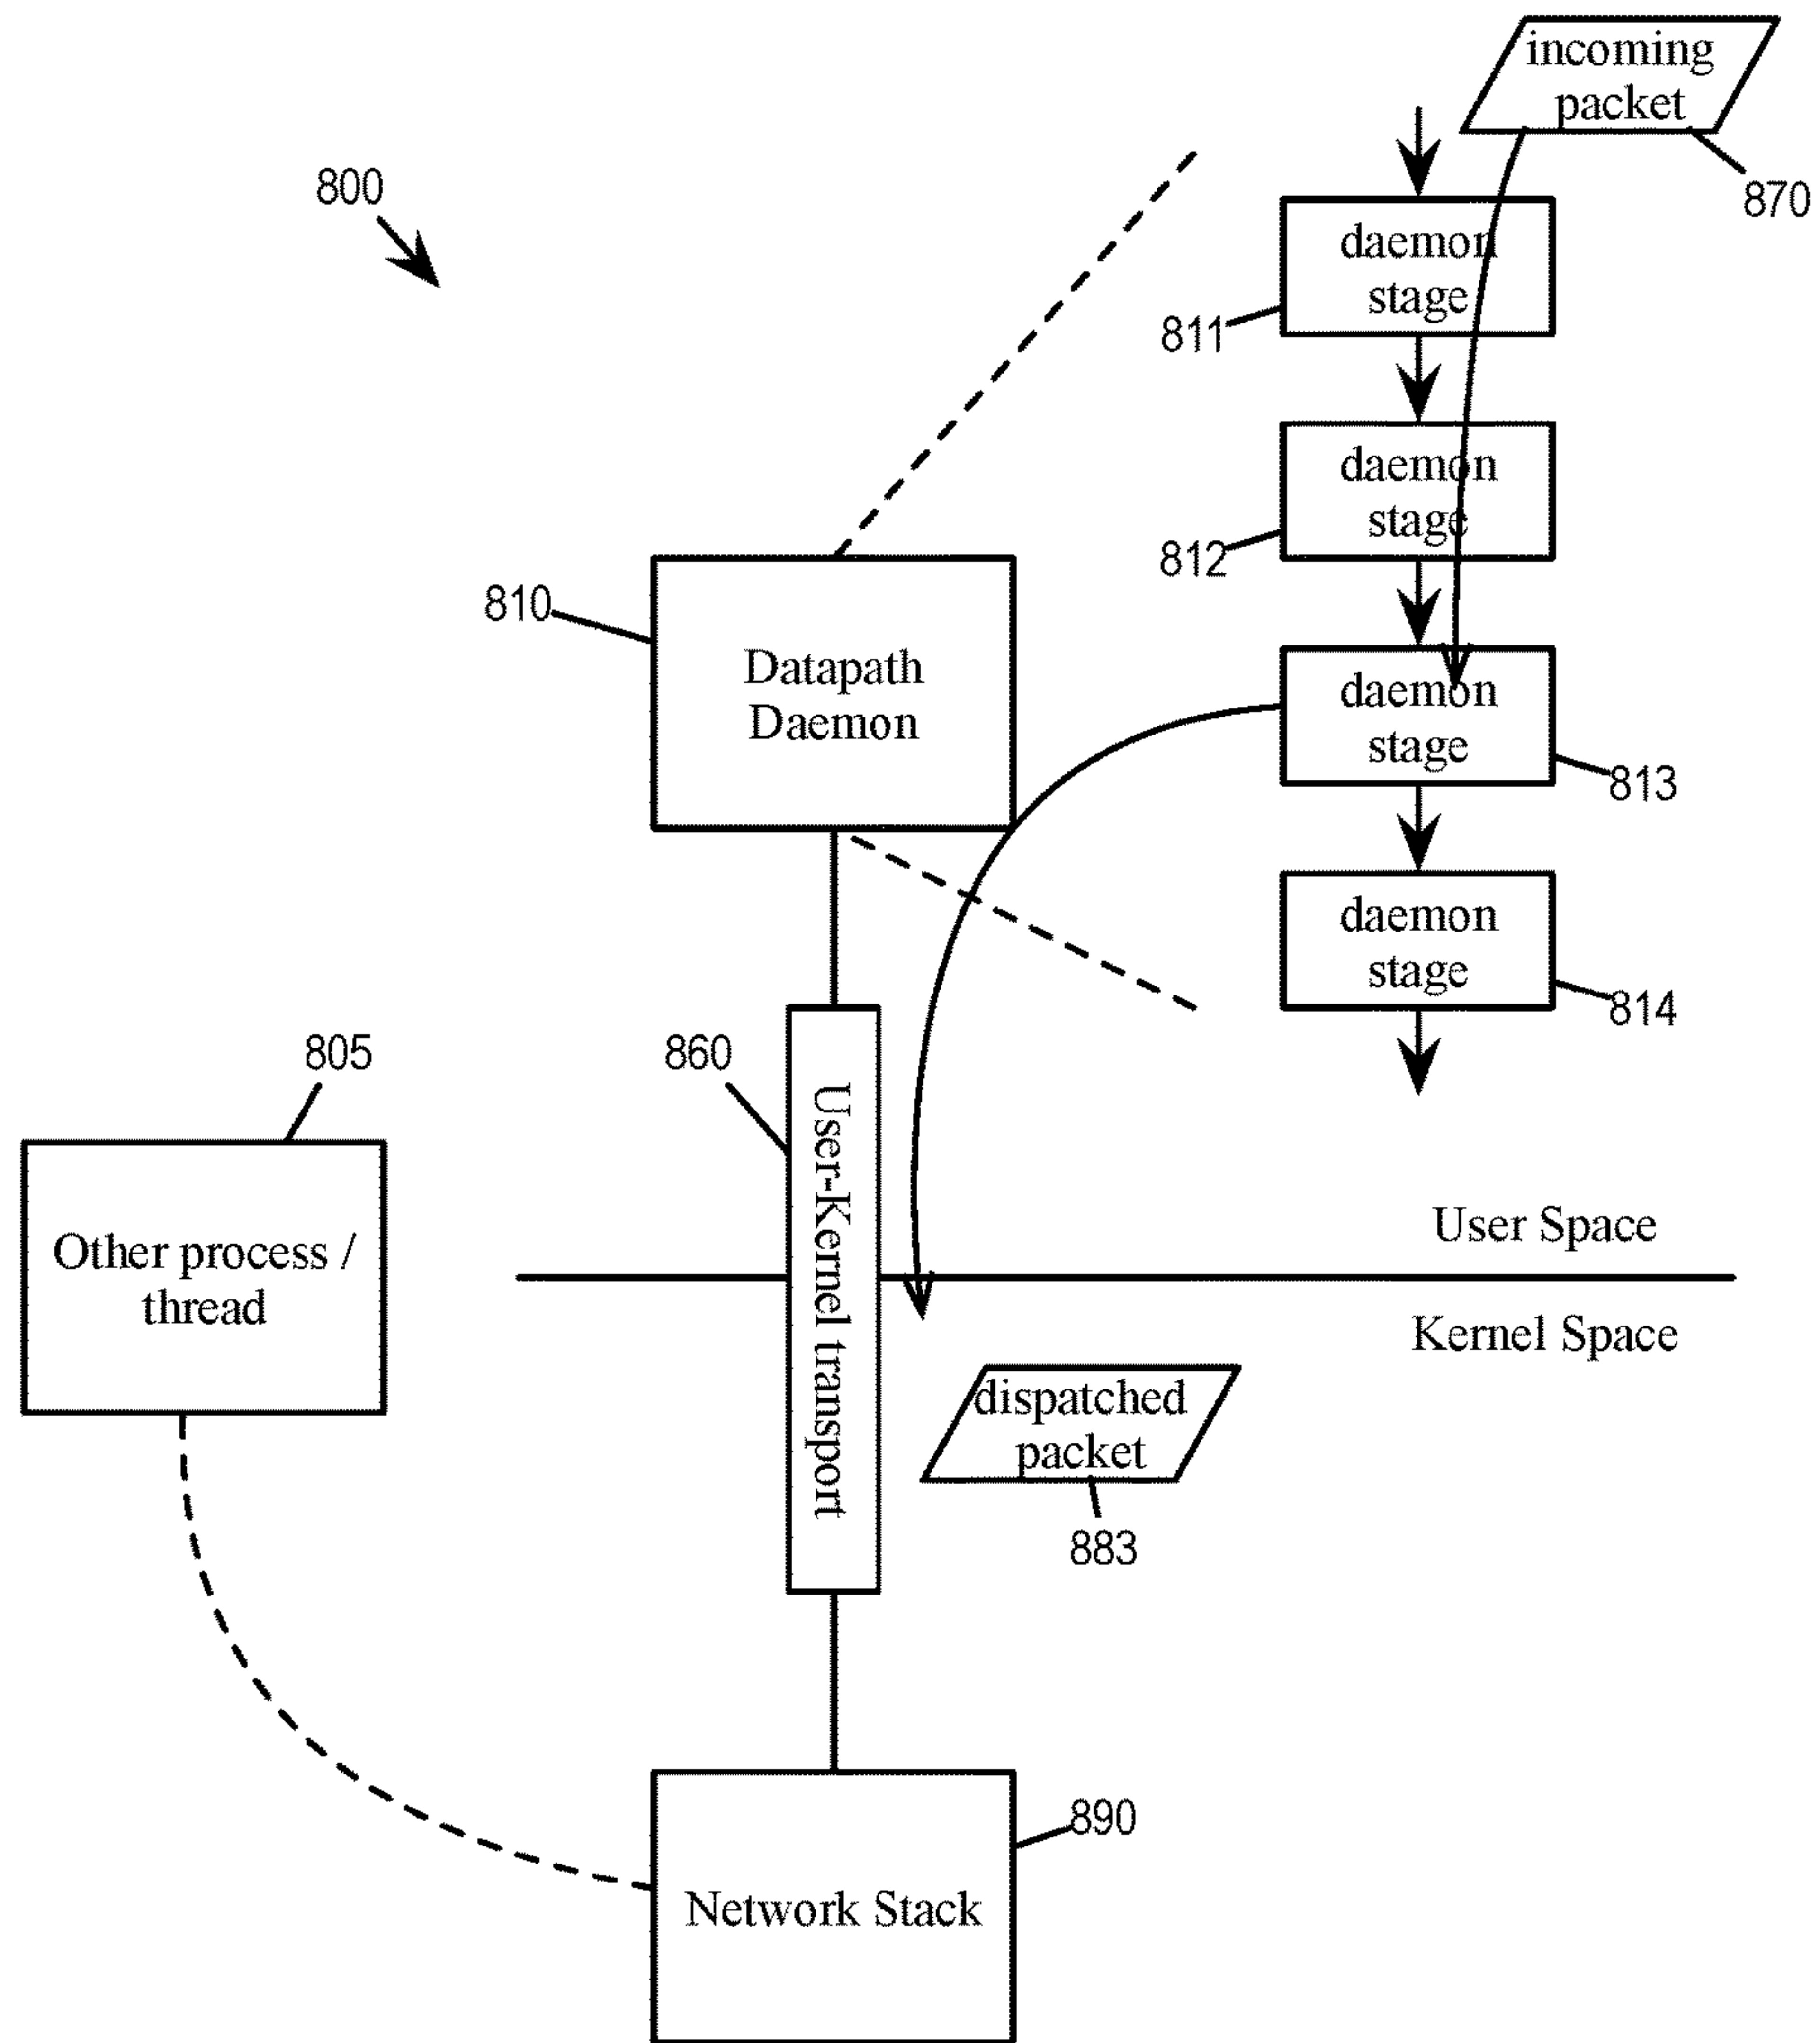 incoming
packet
870
800
daemon
stage
811
daemon
stage
812
810
Datapath
Daemon
daemon
stage
813
daemon
stage
814
805
860
User-Kernel transport
Other process /
thread
User Space
Kernel Space
dispatched
packet
883
890
Network Stack